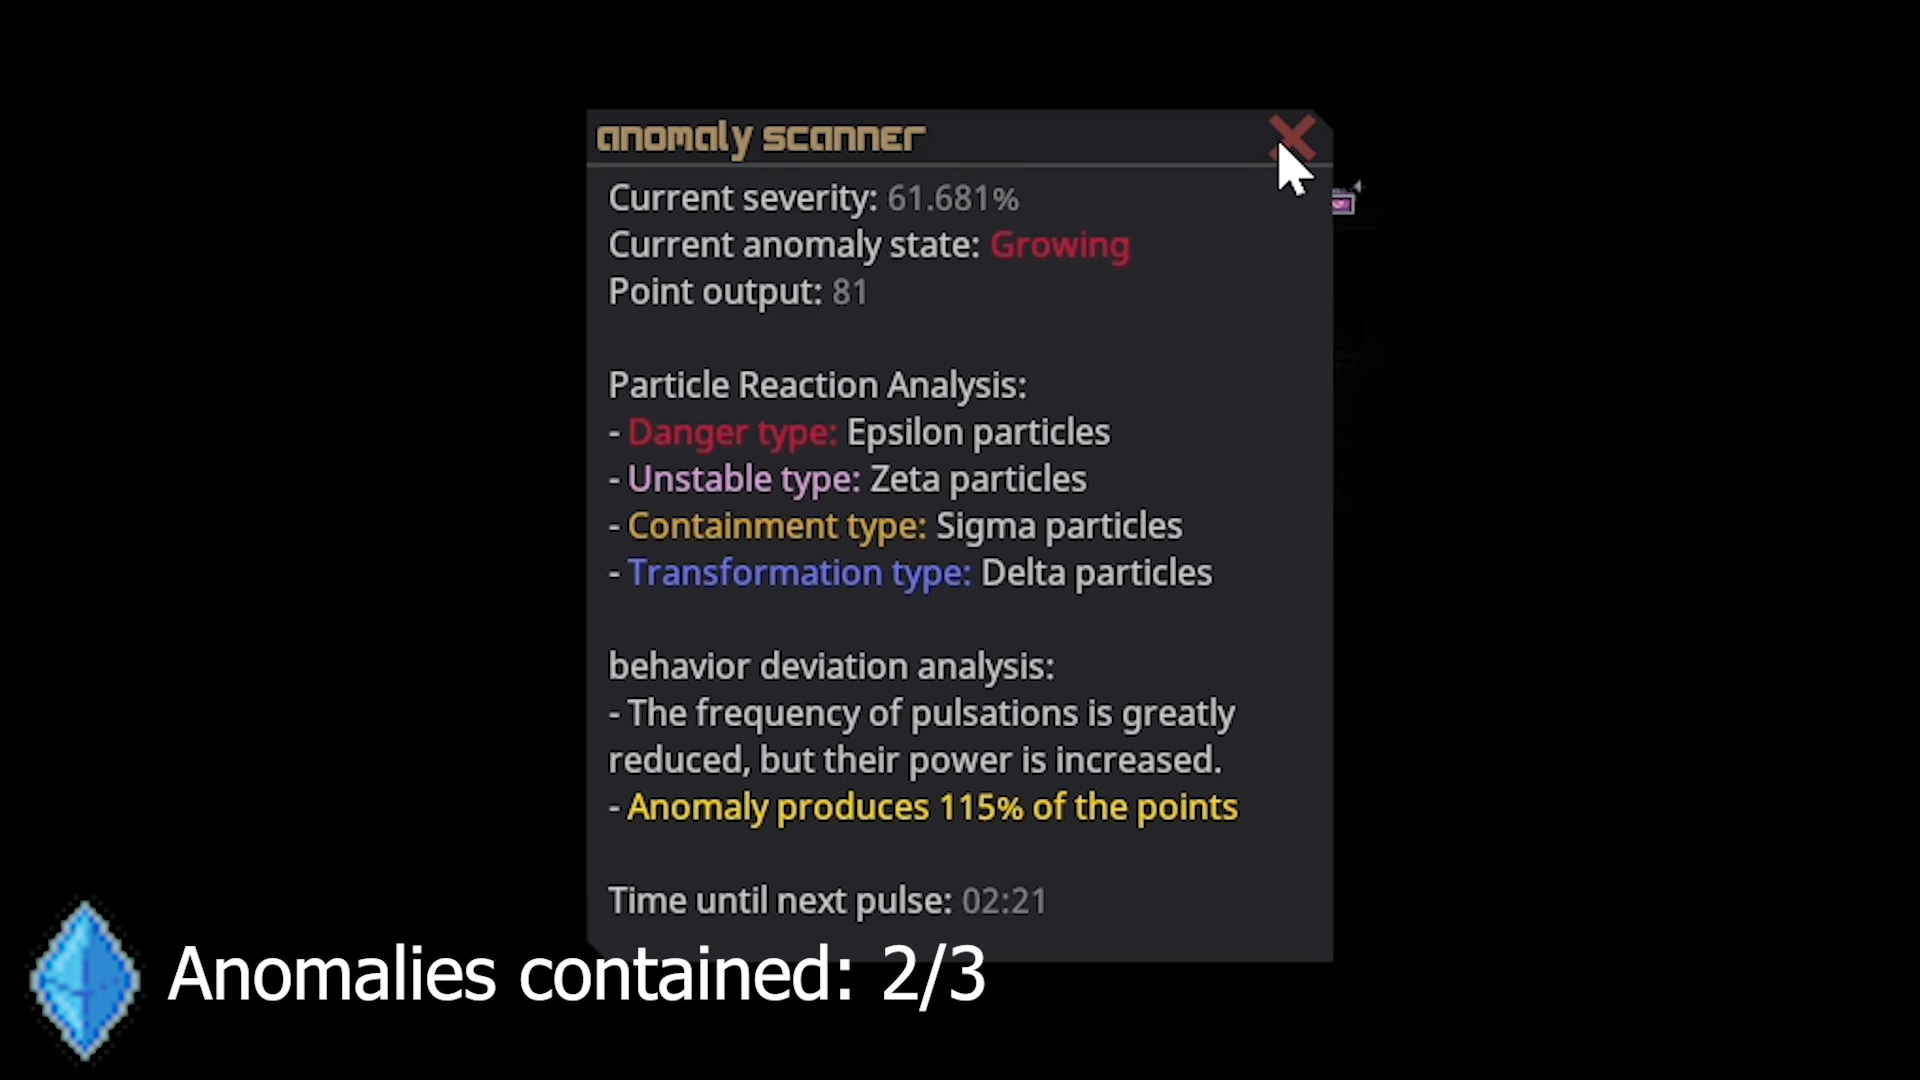 anomaly scanner
Current severity: 61.681%
Current anomaly state: Growing
Point output: 81
Particle Reaction Analysis:
- Danger type: Epsilon particles
- Unstable type: Zeta particles
- Containment type: Sigma particles
- Transformation type: Delta particles
behavior deviation analysis:
- The frequency of pulsations is greatly
reduced, but their power is increased.
- Anomaly produces 115% of the points
Time until next pulse: 02:21
Anomalies contained: 2/3